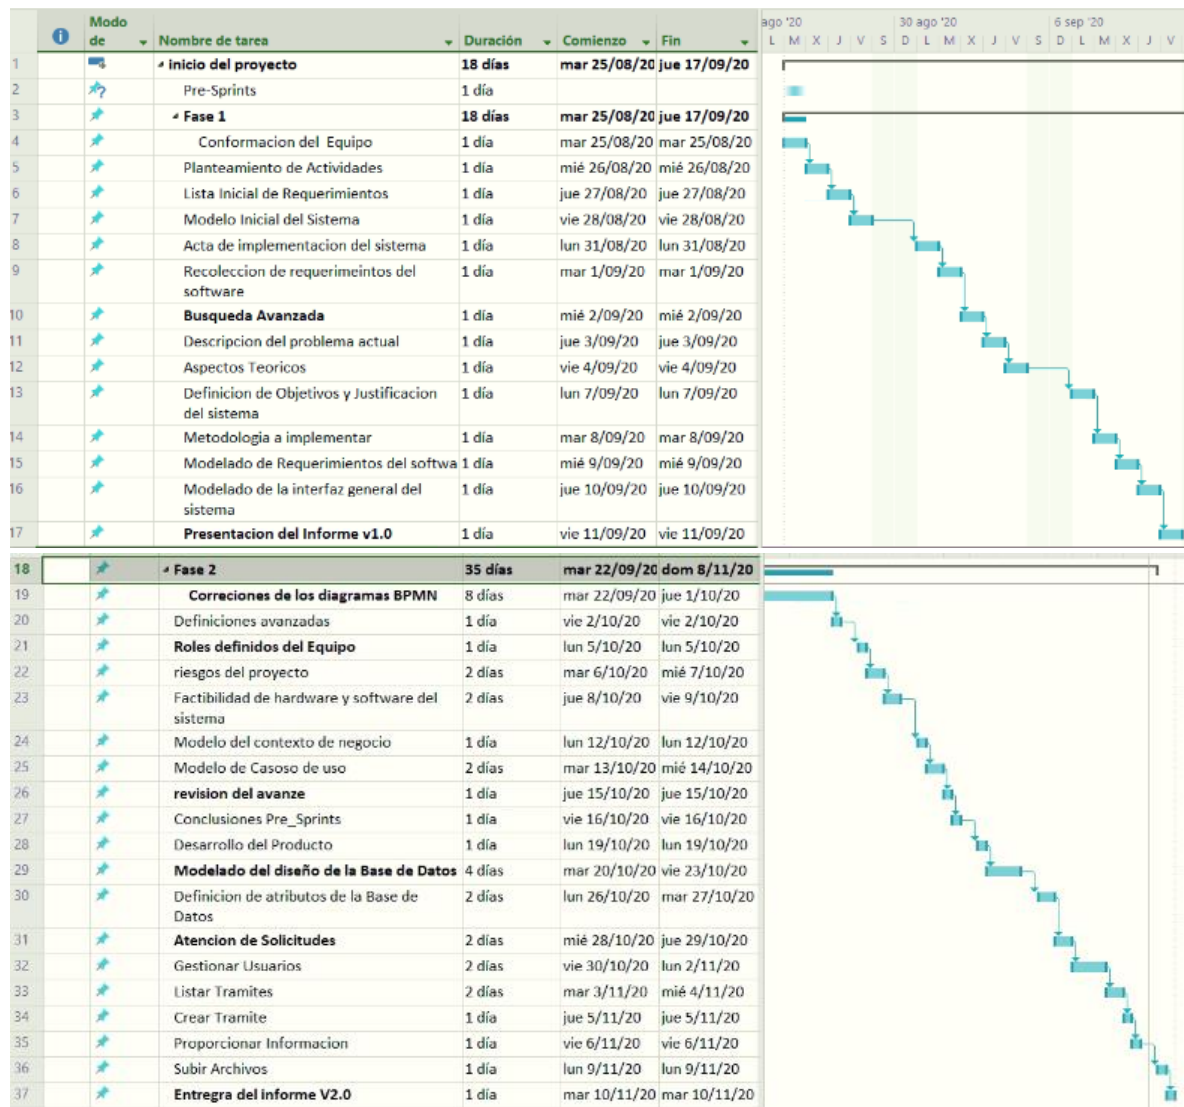 Modo de Nombre de tarea Duración Comienzo Fin
ago '20 30 ago '20 6 sep '20
L M X J V S D L M X J V S D L M X J V
1 inicio del proyecto 18 días mar 25/08/20 jue 17/09/20
2 Pre-Sprints 1 día
3 Fase 1 18 días mar 25/08/20 jue 17/09/20
4 Conformacion del Equipo 1 día mar 25/08/20 mar 25/08/20
5 Planteamiento de Actividades 1 día mié 26/08/20 mié 26/08/20
6 Lista Inicial de Requerimientos 1 día jue 27/08/20 jue 27/08/20
7 Modelo Inicial del Sistema 1 día vie 28/08/20 vie 28/08/20
8 Acta de implementacion del sistema 1 día lun 31/08/20 lun 31/08/20
9 Recoleccion de requerimeintos del 1 día mar 1/09/20 mar 1/09/20
software
10 Busqueda Avanzada 1 día mié 2/09/20 mié 2/09/20
11 Descripcion del problema actual 1 día jue 3/09/20 jue 3/09/20
12 Aspectos Teoricos 1 día vie 4/09/20 vie 4/09/20
13 Definicion de Objetivos y Justificacion 1 día lun 7/09/20 lun 7/09/20
del sistema
14 Metodologia a implementar 1 día mar 8/09/20 mar 8/09/20
15 Modelado de Requerimientos del softwa 1 día mié 9/09/20 mié 9/09/20
16 Modelado de la interfaz general del 1 día jue 10/09/20 jue 10/09/20
sistema
17 Presentacion del Informe v1.0 1 día vie 11/09/20 vie 11/09/20
18 Fase 2 35 días mar 22/09/20 dom 8/11/20
19 Correciones de los diagramas BPMN 8 días mar 22/09/20 jue 1/10/20
20 Definiciones avanzadas 1 día vie 2/10/20 vie 2/10/20
21 Roles definidos del Equipo 1 día lun 5/10/20 lun 5/10/20
22 riesgos del proyecto 2 días mar 6/10/20 mié 7/10/20
23 Factibilidad de hardware y software del 2 días jue 8/10/20 vie 9/10/20
sistema
24 Modelo del contexto de negocio 1 día lun 12/10/20 lun 12/10/20
25 Modelo de Casoso de uso 2 días mar 13/10/20 mié 14/10/20
26 revision del avanze 1 día jue 15/10/20 jue 15/10/20
27 Conclusiones Pre_Sprints 1 día vie 16/10/20 vie 16/10/20
28 Desarrollo del Producto 1 día lun 19/10/20 lun 19/10/20
29 Modelado del diseño de la Base de Datos 4 días mar 20/10/20 vie 23/10/20
30 Definicion de atributos de la Base de 2 días lun 26/10/20 mar 27/10/20
Datos
31 Atencion de Solicitudes 2 días mié 28/10/20 jue 29/10/20
32 Gestionar Usuarios 2 días vie 30/10/20 lun 2/11/20
33 Listar Tramites 2 días mar 3/11/20 mié 4/11/20
34 Crear Tramite 1 día jue 5/11/20 jue 5/11/20
35 Proporcionar Informacion 1 día vie 6/11/20 vie 6/11/20
36 Subir Archivos 1 día lun 9/11/20 lun 9/11/20
37 Entregra del informe V2.0 1 día mar 10/11/20 mar 10/11/20